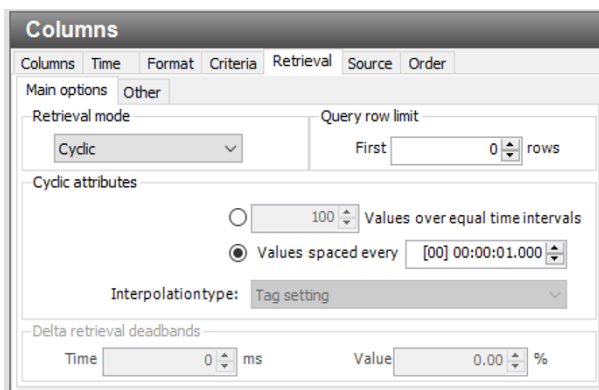 Columns
Columns Time Format Criteria Retrieval Source Order
Main options Other
Retrieval mode Query row limit
Cyclic First 0 rows
Cyclic attributes
100 Values over equal time intervals
Values spaced every [00] 00:00:01.000
Interpolationtype: Tag setting
Delta retrieval deadbands
Time 0 ms Value 0.00 %